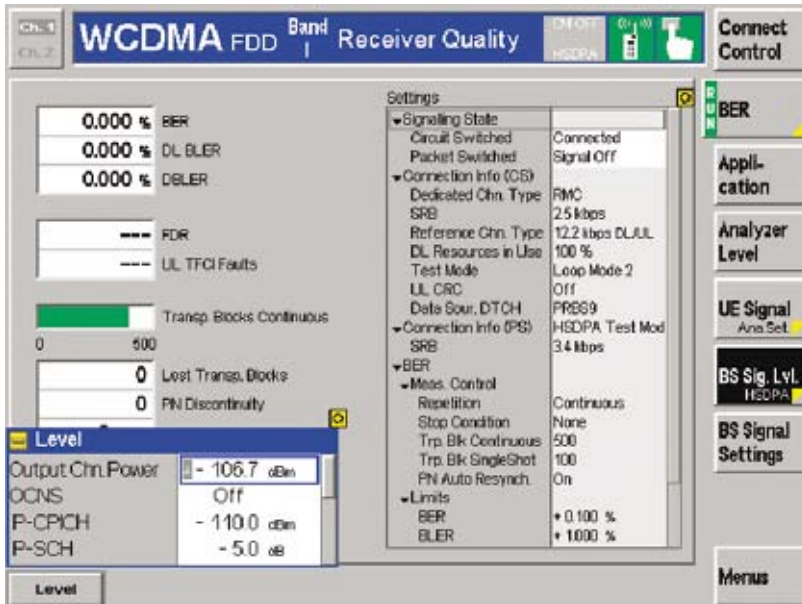 Ch. 1
Ch. 2
WCDMA FDD Band I Receiver Quality
HSDPA
Connect Control
RUN
BER
Appli-
cation
Analyzer Level
UE Signal
Ana.Set.
BS Sig. Lvl.
HSDPA
BS Signal Settings
Menus
0.000 % BER
0.000 % DL BLER
0.000 % DBLER
--- FDR
--- UL TFCI Faults
Transp. Blocks Continuous
0 500
0 Lost Transp. Blocks
0 PN Discontinuity
Settings
Signaling State
Circuit Switched Connected
Packet Switched Signal Off
Connection Info (CS)
Dedicated Chn. Type RMC
SRB 2.5 kbps
Reference Chn. Type 12.2 kbps DL/UL
DL Resources in Use 100 %
Test Mode Loop Mode 2
UL CRC Off
Data Sour. DTCH PRBS9
Connection Info (PS) HSDPA Test Mod
SRB 3.4 kbps
BER
Meas. Control
Repetition Continuous
Stop Condition None
Trp. Blk Continuous 500
Trp. Blk SingleShot 100
PN Auto Resynch. On
Limits
BER + 0.100 %
BLER + 1.000 %
Level
Output Chn.Power - 106.7 dBm
OCNS Off
P-CPICH - 110.0 dBm
P-SCH - 5.0 dB
Level